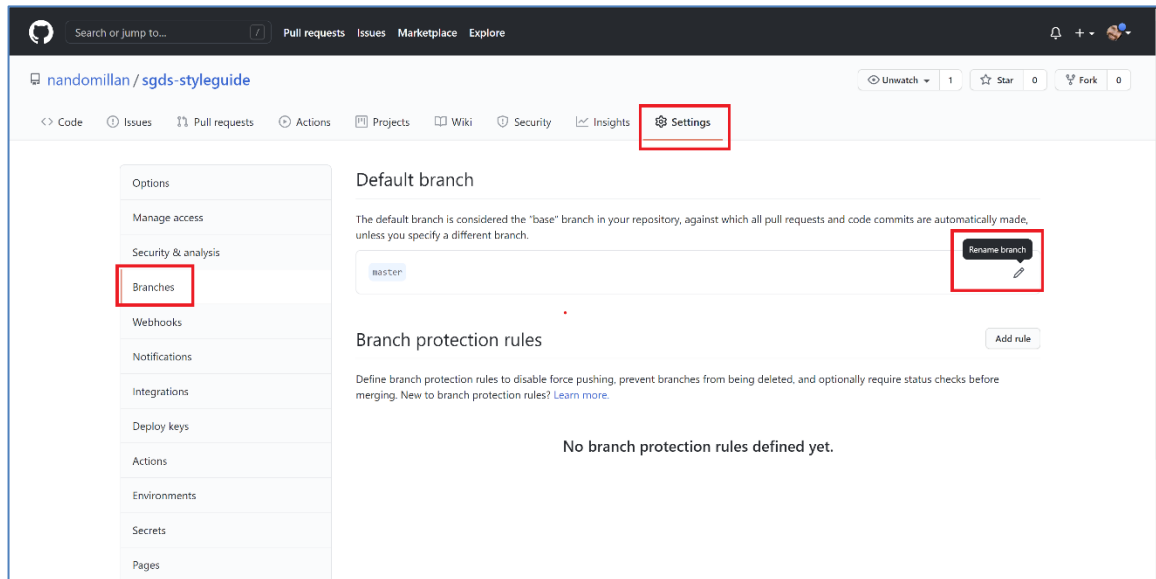 Search or jump to... /
Pull requests Issues Marketplace Explore
nandomillan / sgds-styleguide
Unwatch 1 Star 0 Fork 0
Code Issues Pull requests Actions Projects Wiki Security Insights Settings
Options
Manage access
Security & analysis
Branches
Webhooks
Notifications
Integrations
Deploy keys
Actions
Environments
Secrets
Pages
Default branch
The default branch is considered the "base" branch in your repository, against which all pull requests and code commits are automatically made,
unless you specify a different branch.
Rename branch
master
Branch protection rules
Add rule
Define branch protection rules to disable force pushing, prevent branches from being deleted, and optionally require status checks before
merging. New to branch protection rules? Learn more.
No branch protection rules defined yet.